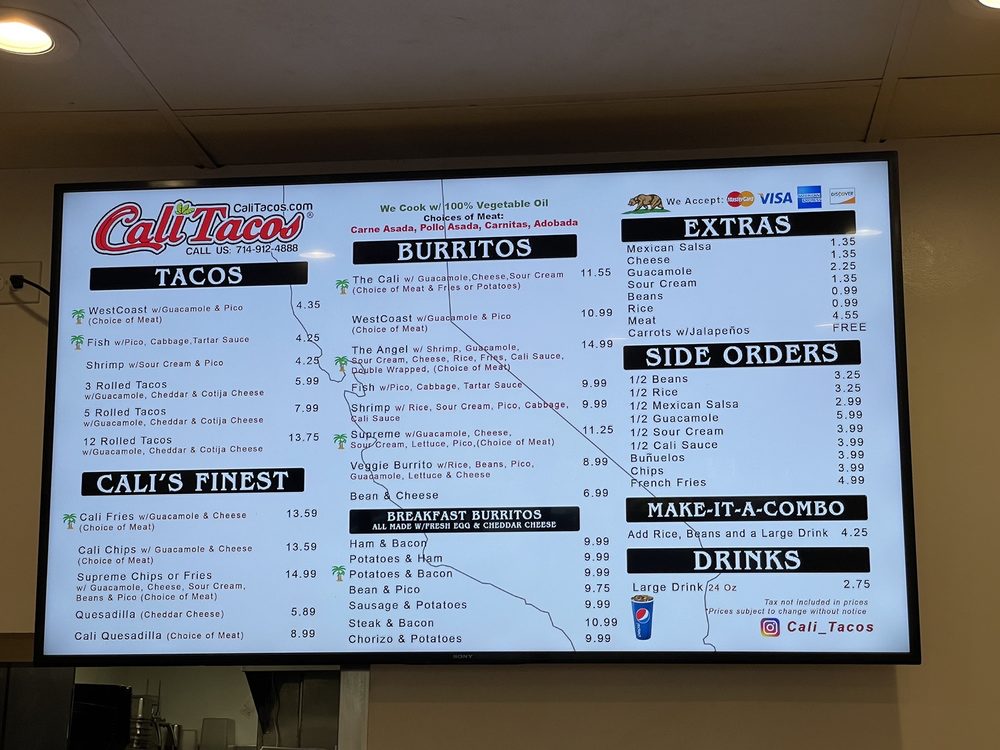 Cali Tacos®
CaliTacos.com
CALL US: 714-912-4888
TACOS
WestCoast w/Guacamole & Pico 4.35
(Choice of Meat)
Fish w/Pico, Cabbage,Tartar Sauce 4.25
Shrimp w/Sour Cream & Pico 4.25
3 Rolled Tacos 5.99
w/Guacamole, Cheddar & Cotija Cheese
5 Rolled Tacos 7.99
w/Guacamole, Cheddar & Cotija Cheese
12 Rolled Tacos 13.75
w/Guacamole, Cheddar & Cotija Cheese
CALI'S FINEST
Cali Fries w/Guacamole & Cheese 13.59
(Choice of Meat)
Cali Chips w/ Guacamole & Cheese 13.59
(Choice of Meat)
Supreme Chips or Fries 14.99
w/ Guacamole, Cheese, Sour Cream,
Beans & Pico (Choice of Meat)
Quesadilla (Cheddar Cheese) 5.89
Cali Quesadilla (Choice of Meat) 8.99
We Cook w/ 100% Vegetable Oil
Choices of Meat:
Carne Asada, Pollo Asada, Carnitas, Adobada
BURRITOS
The Cali w/ Guacamole,Cheese,Sour Cream 11.55
(Choice of Meat & Fries or Potatoes)
WestCoast w/Guacamole & Pico 10.99
(Choice of Meat)
The Angel w/ Shrimp, Guacamole, 14.99
Sour Cream, Cheese, Rice, Fries, Cali Sauce,
Double Wrapped, (Choice of Meat)
Fish w/Pico, Cabbage, Tartar Sauce 9.99
Shrimp w/ Rice, Sour Cream, Pico, Cabbage, 9.99
Cali Sauce
Supreme w/Guacamole, Cheese, 11.25
Sour Cream, Lettuce, Pico,(Choice of Meat)
Veggie Burrito w/Rice, Beans, Pico, 8.99
Guacamole, Lettuce & Cheese
Bean & Cheese 6.99
BREAKFAST BURRITOS
ALL MADE W/FRESH EGG & CHEDDAR CHEESE
Ham & Bacon 9.99
Potatoes & Ham 9.99
Potatoes & Bacon 9.99
Bean & Pico 9.75
Sausage & Potatoes 9.99
Steak & Bacon 10.99
Chorizo & Potatoes 9.99
We Accept: MasterCard VISA AMERICAN EXPRESS DISCOVER
EXTRAS
Mexican Salsa 1.35
Cheese 1.35
Guacamole 2.25
Sour Cream 1.35
Beans 0.99
Rice 0.99
Meat 4.55
Carrots w/Jalapeños FREE
SIDE ORDERS
1/2 Beans 3.25
1/2 Rice 3.25
1/2 Mexican Salsa 2.99
1/2 Guacamole 5.99
1/2 Sour Cream 3.99
1/2 Cali Sauce 3.99
Buñuelos 3.99
Chips 3.99
French Fries 4.99
MAKE-IT-A-COMBO
Add Rice, Beans and a Large Drink 4.25
DRINKS
Large Drink 24 Oz 2.75
Tax not included in prices
*Prices subject to change without notice
pepsi
Cali_Tacos
SONY